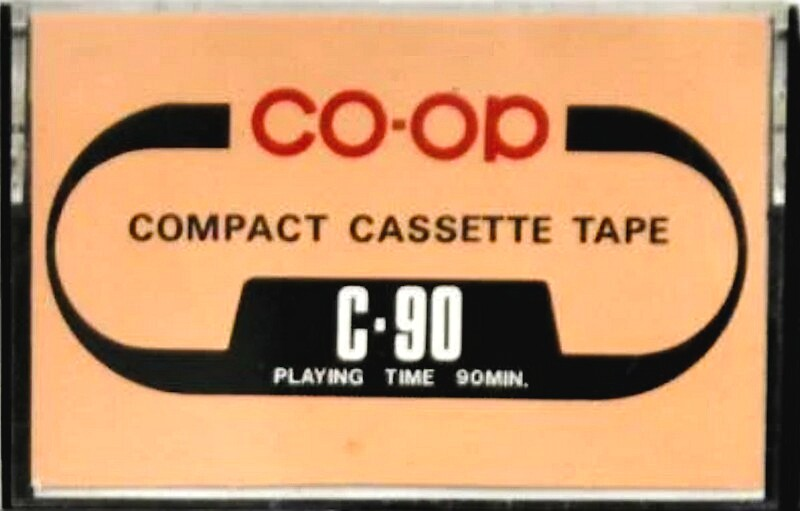 CO-OP
COMPACT CASSETTE TAPE
C·90
PLAYING TIME 90MIN.